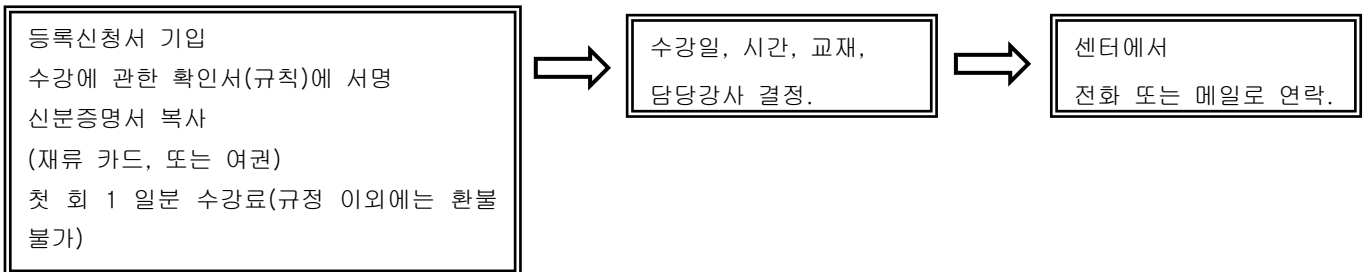 등록신청서 기입
수강에 관한 확인서(규칙)에 서명
신분증명서 복사
(재류 카드, 또는 여권)
첫 회 1 일분 수강료(규정 이외에는 환불
불가)
수강일, 시간, 교재,
담당강사 결정.
센터에서
전화 또는 메일로 연락.